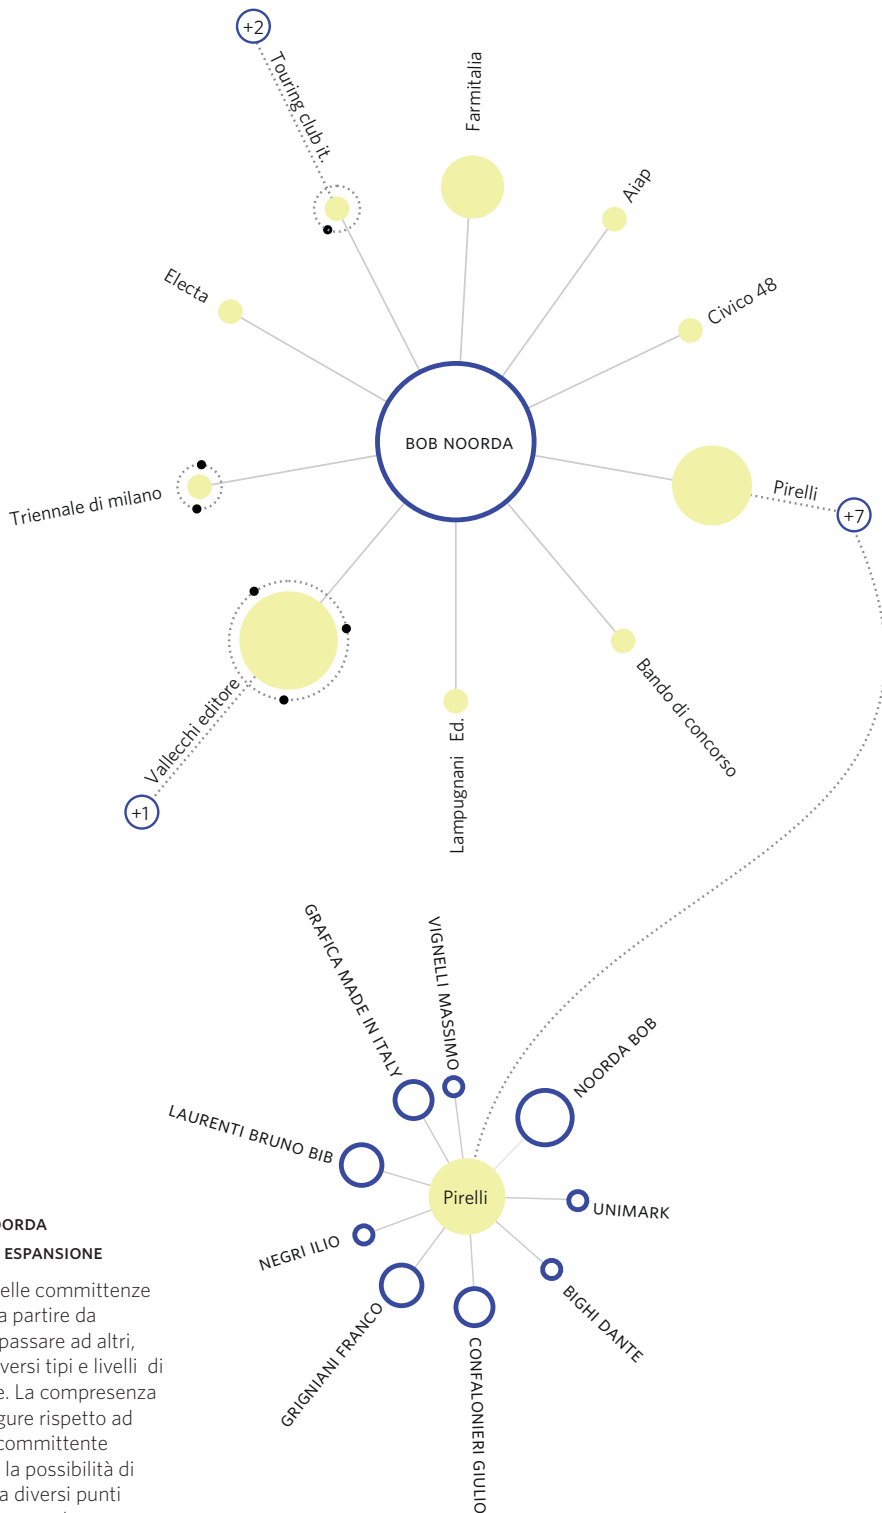 +2
Touring club it.
Farmitalia
Aiap
Electa
Civico 48
BOB NOORDA
Triennale di milano
Pirelli
+7
Vallecchi editore
+1
Lampugnani Ed.
Bando di concorso
GRAFICA MADE IN ITALY
VIGNELLI MASSIMO
NOORDA BOB
LAURENTI BRUNO BIB
Pirelli
UNIMARK
NEGRI ILIO
BIGHI DANTE
GRIGNIANI FRANCO
CONFALONIERI GIULIO
ESPANSIONE
elle committenze
a partire da
passare ad altri,
versi tipi e livelli di
e. La compresenza
gure rispetto ad
committente
la possibilità di
a diversi punti